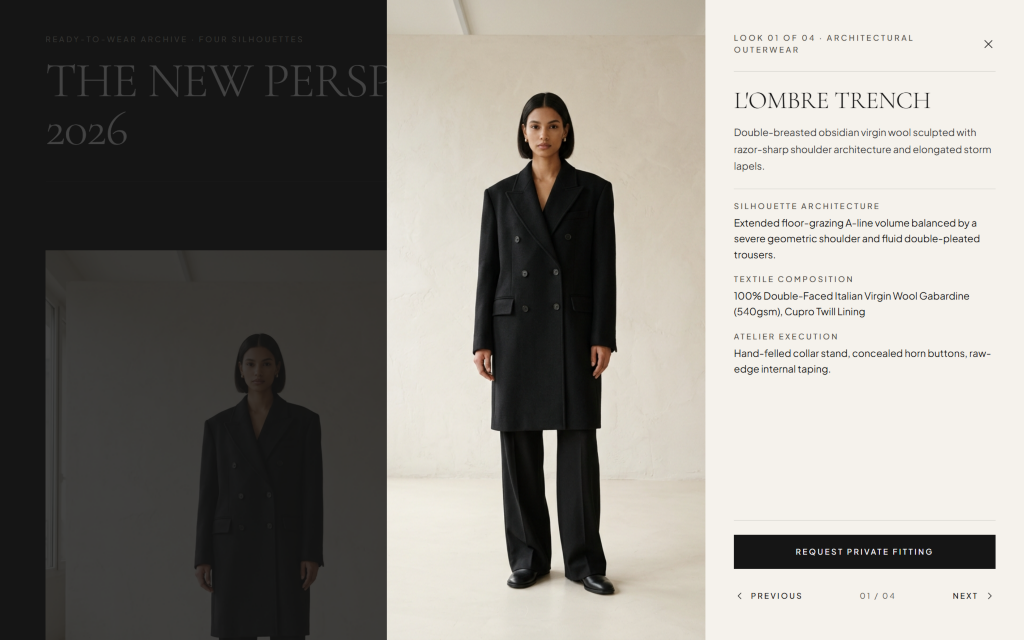 READY-TO-WEAR ARCHIVE · FOUR SILHOUETTES
THE NEW PERSP
2026
LOOK 01 OF 04 · ARCHITECTURAL
OUTERWEAR
L'OMBRE TRENCH
Double-breasted obsidian virgin wool sculpted with
razor-sharp shoulder architecture and elongated storm
lapels.
SILHOUETTE ARCHITECTURE
Extended floor-grazing A-line volume balanced by a
severe geometric shoulder and fluid double-pleated
trousers.
TEXTILE COMPOSITION
100% Double-Faced Italian Virgin Wool Gabardine
(540gsm), Cupro Twill Lining
ATELIER EXECUTION
Hand-felled collar stand, concealed horn buttons, raw-
edge internal taping.
REQUEST PRIVATE FITTING
PREVIOUS
01 / 04
NEXT